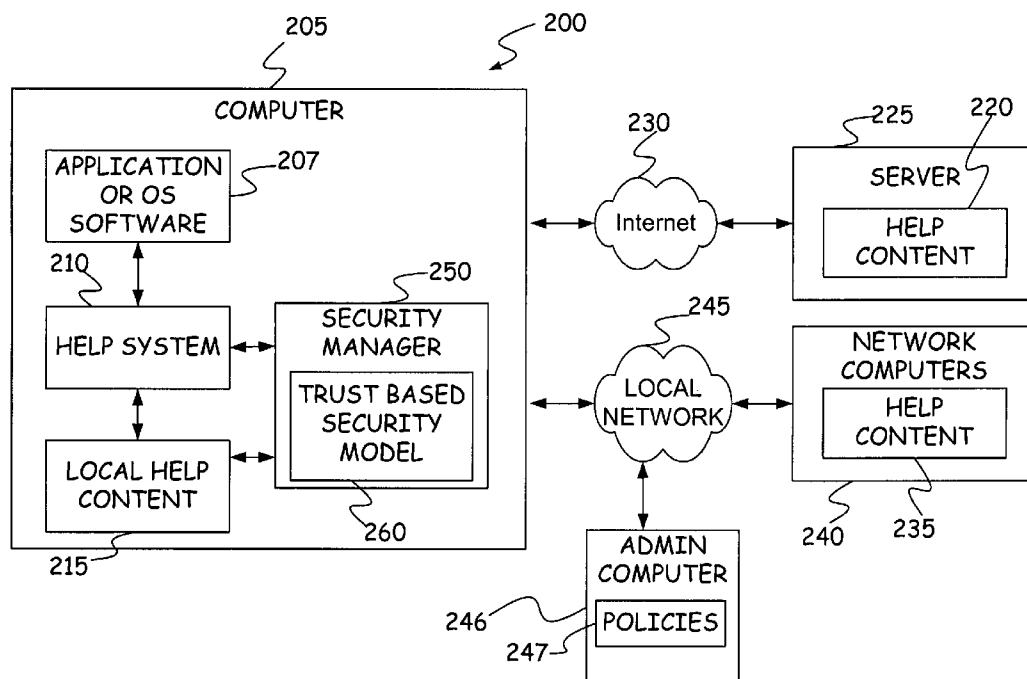 205
200
COMPUTER
APPLICATION
OR OS
SOFTWARE
207
210
HELP SYSTEM
250
SECURITY
MANAGER
TRUST BASED
SECURITY
MODEL
260
LOCAL HELP
CONTENT
215
230
Internet
225
220
SERVER
HELP
CONTENT
245
LOCAL
NETWORK
NETWORK
COMPUTERS
HELP
CONTENT
240
235
ADMIN
COMPUTER
246
POLICIES
247